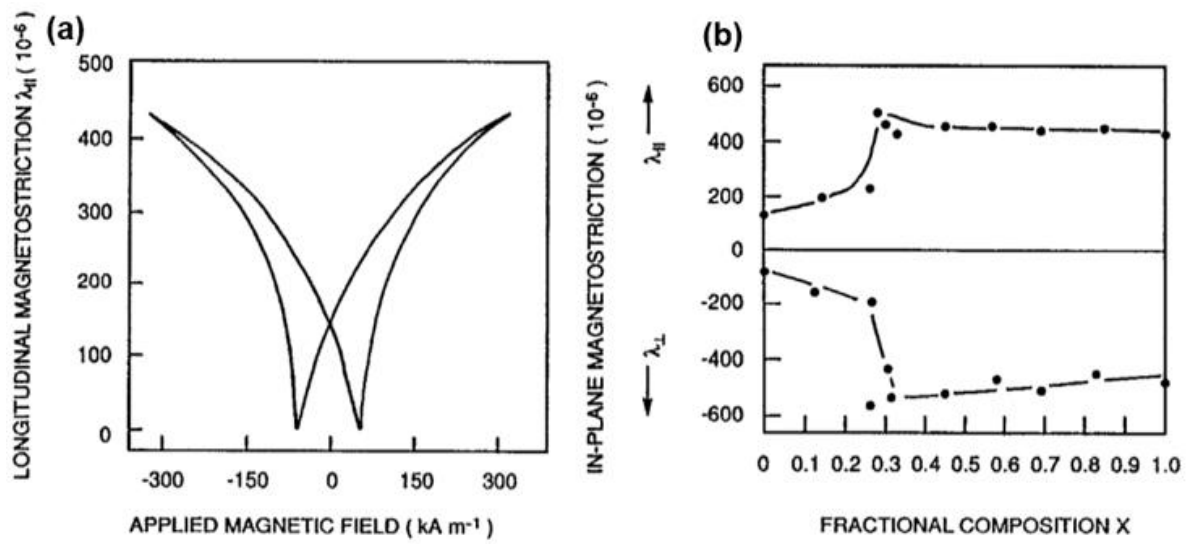 (a)
LONGITUDINAL MAGNETOSTRICTION λ∥ ( 10⁻⁶ )
500
400
300
200
100
0
-300 -150 0 150 300
APPLIED MAGNETIC FIELD ( kA m⁻¹ )
(b)
IN-PLANE MAGNETOSTRICTION ( 10⁻⁶ )
λ∥
λ⊥
600
400
200
0
-200
-400
-600
0 0.1 0.2 0.3 0.4 0.5 0.6 0.7 0.8 0.9 1.0
FRACTIONAL COMPOSITION X